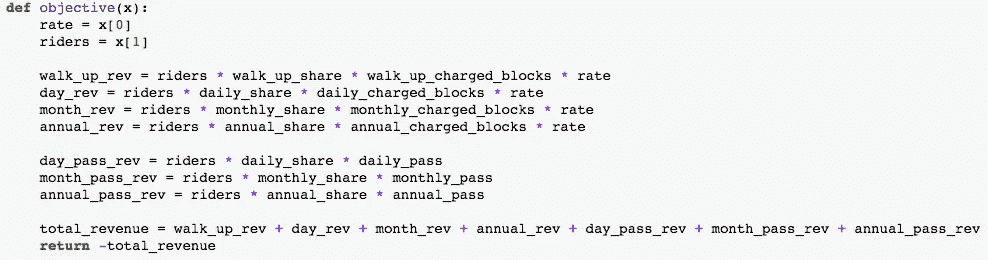 def objective(x):
    rate = x[0]
    riders = x[1]

    walk_up_rev = riders * walk_up_share * walk_up_charged_blocks * rate
    day_rev = riders * daily_share * daily_charged_blocks * rate
    month_rev = riders * monthly_share * monthly_charged_blocks * rate
    annual_rev = riders * annual_share * annual_charged_blocks * rate

    day_pass_rev = riders * daily_share * daily_pass
    month_pass_rev = riders * monthly_share * monthly_pass
    annual_pass_rev = riders * annual_share * annual_pass

    total_revenue = walk_up_rev + day_rev + month_rev + annual_rev + day_pass_rev + month_pass_rev + annual_pass_rev
    return -total_revenue